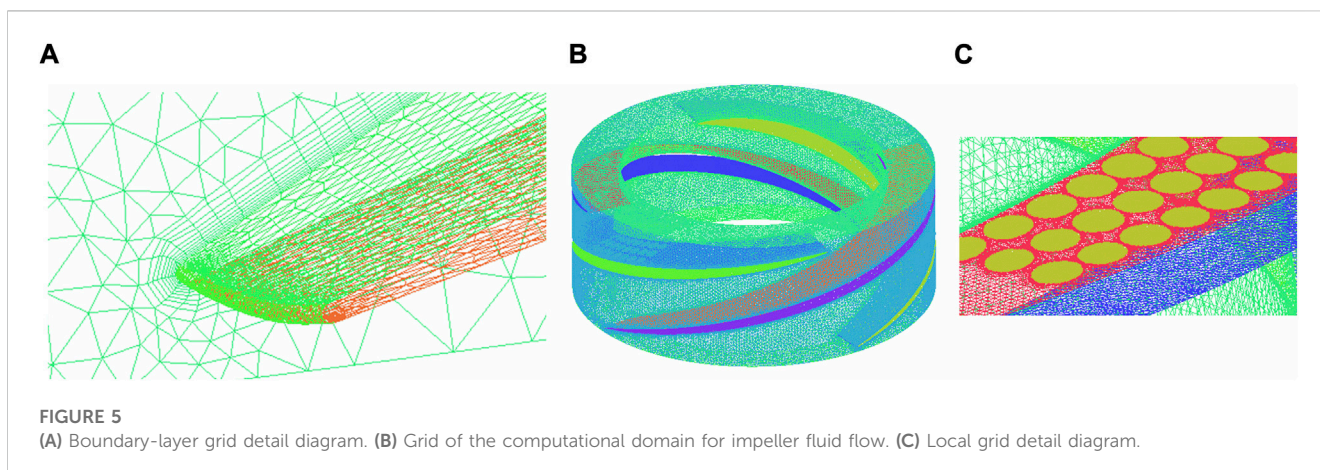 A
B
C
FIGURE 5
(A) Boundary-layer grid detail diagram. (B) Grid of the computational domain for impeller fluid flow. (C) Local grid detail diagram.